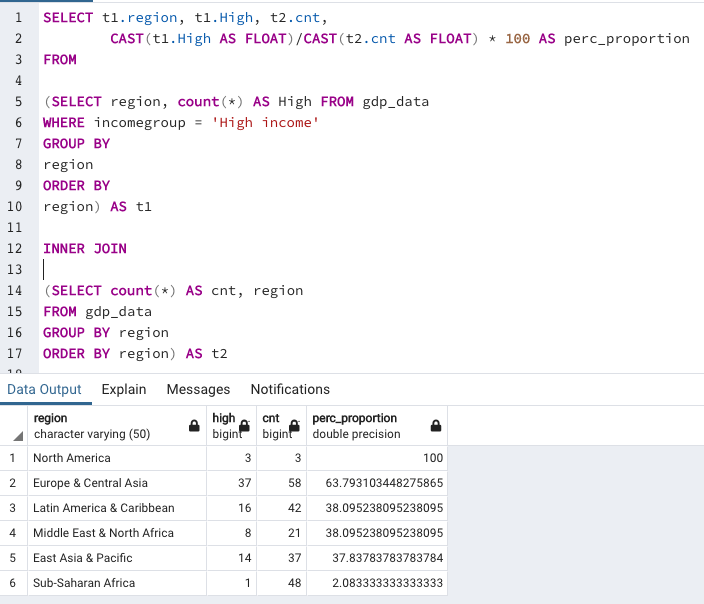 1 SELECT t1.region, t1.High, t2.cnt,
2 CAST(t1.High AS FLOAT)/CAST(t2.cnt AS FLOAT) * 100 AS perc_proportion
3 FROM
4
5 (SELECT region, count(*) AS High FROM gdp_data
6 WHERE incomegroup = 'High income'
7 GROUP BY
8 region
9 ORDER BY
10 region) AS t1
11
12 INNER JOIN
13
14 (SELECT count(*) AS cnt, region
15 FROM gdp_data
16 GROUP BY region
17 ORDER BY region) AS t2
18
Data Output Explain Messages Notifications
region high cnt perc_proportion
character varying (50) bigint bigint double precision
1 North America 3 3 100
2 Europe & Central Asia 37 58 63.793103448275865
3 Latin America & Caribbean 16 42 38.095238095238095
4 Middle East & North Africa 8 21 38.095238095238095
5 East Asia & Pacific 14 37 37.83783783783784
6 Sub-Saharan Africa 1 48 2.083333333333333